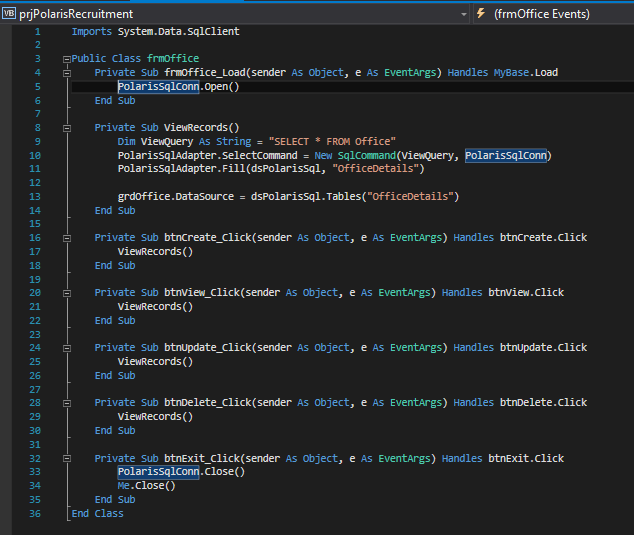 prjPolarisRecruitment (frmOffice Events)
1 Imports System.Data.SqlClient
2
3 Public Class frmOffice
4 Private Sub frmOffice_Load(sender As Object, e As EventArgs) Handles MyBase.Load
5 PolarisSqlConn.Open()
6 End Sub
7
8 Private Sub ViewRecords()
9 Dim ViewQuery As String = "SELECT * FROM Office"
10 PolarisSqlAdapter.SelectCommand = New SqlCommand(ViewQuery, PolarisSqlConn)
11 PolarisSqlAdapter.Fill(dsPolarisSql, "OfficeDetails")
12
13 grdOffice.DataSource = dsPolarisSql.Tables("OfficeDetails")
14 End Sub
15
16 Private Sub btnCreate_Click(sender As Object, e As EventArgs) Handles btnCreate.Click
17 ViewRecords()
18 End Sub
19
20 Private Sub btnView_Click(sender As Object, e As EventArgs) Handles btnView.Click
21 ViewRecords()
22 End Sub
23
24 Private Sub btnUpdate_Click(sender As Object, e As EventArgs) Handles btnUpdate.Click
25 ViewRecords()
26 End Sub
27
28 Private Sub btnDelete_Click(sender As Object, e As EventArgs) Handles btnDelete.Click
29 ViewRecords()
30 End Sub
31
32 Private Sub btnExit_Click(sender As Object, e As EventArgs) Handles btnExit.Click
33 PolarisSqlConn.Close()
34 Me.Close()
35 End Sub
36 End Class